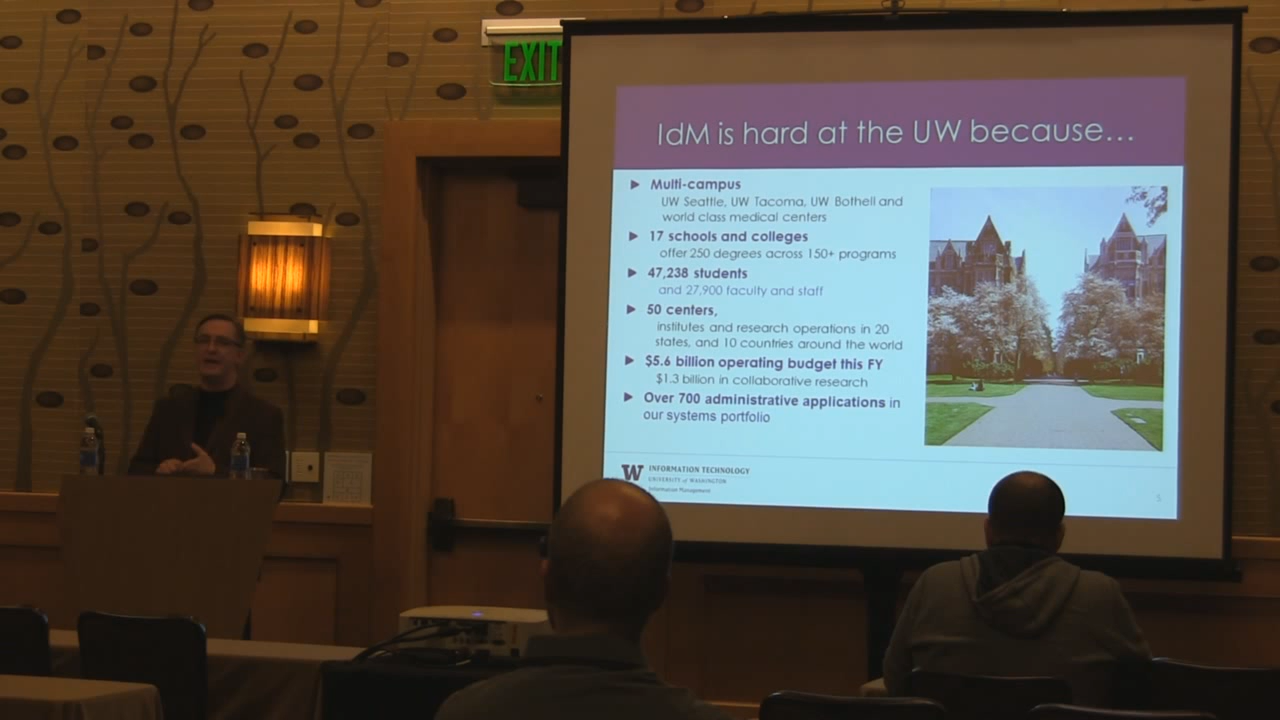 EXIT
IdM is hard at the UW because...
Multi-campus
UW Seattle, UW Tacoma, UW Bothell and
world class medical centers
17 schools and colleges
offer 250 degrees across 150+ programs
47,238 students
and 27,900 faculty and staff
50 centers,
institutes and research operations in 20
states, and 10 countries around the world
$5.6 billion operating budget this FY
$1.3 billion in collaborative research
Over 700 administrative applications in
our systems portfolio
W INFORMATION TECHNOLOGY
UNIVERSITY of WASHINGTON
Information Management
5